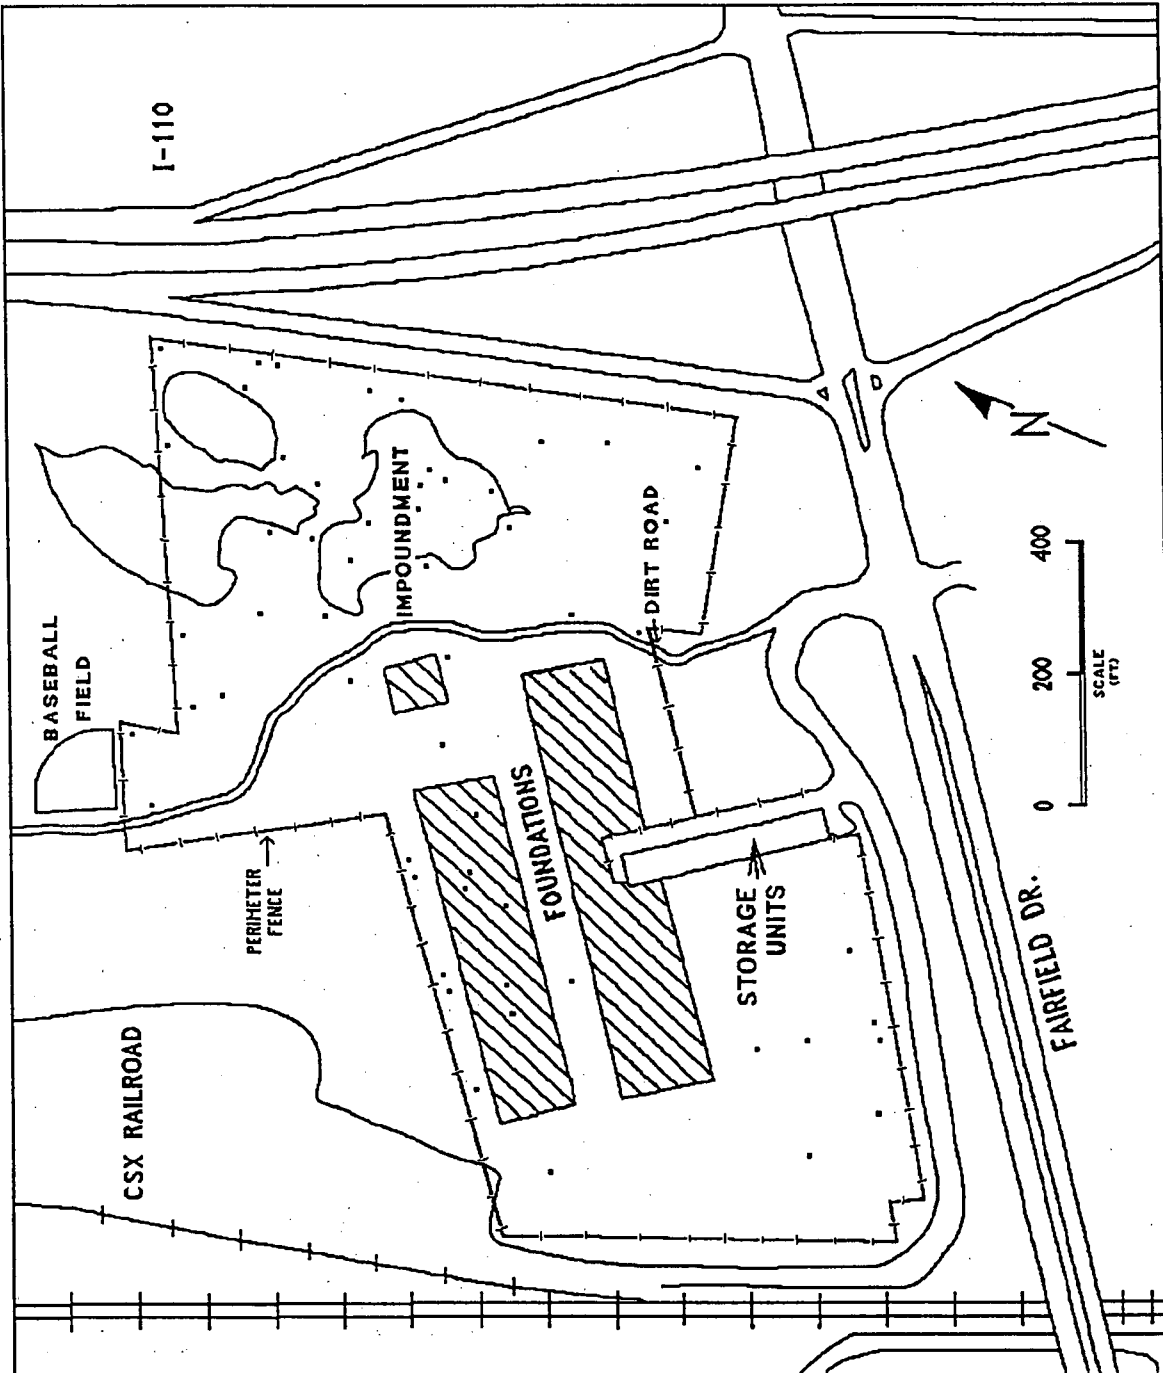 I-110
BASEBALL
FIELD
IMPOUNDMENT
DIRT ROAD
N
400
200
0
SCALE
(FT)
PERIMETER
FENCE
FOUNDATIONS
STORAGE
UNITS
FAIRFIELD DR.
CSX RAILROAD